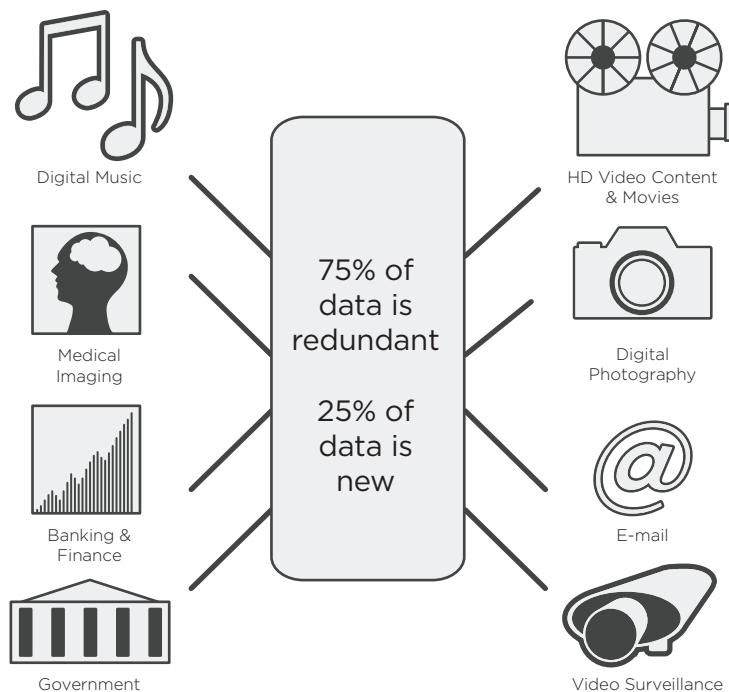 Digital Music
Medical
Imaging
Banking &
Finance
Government
75% of
data is
redundant
25% of
data is
new
HD Video Content
& Movies
Digital
Photography
@
E-mail
Video Surveillance